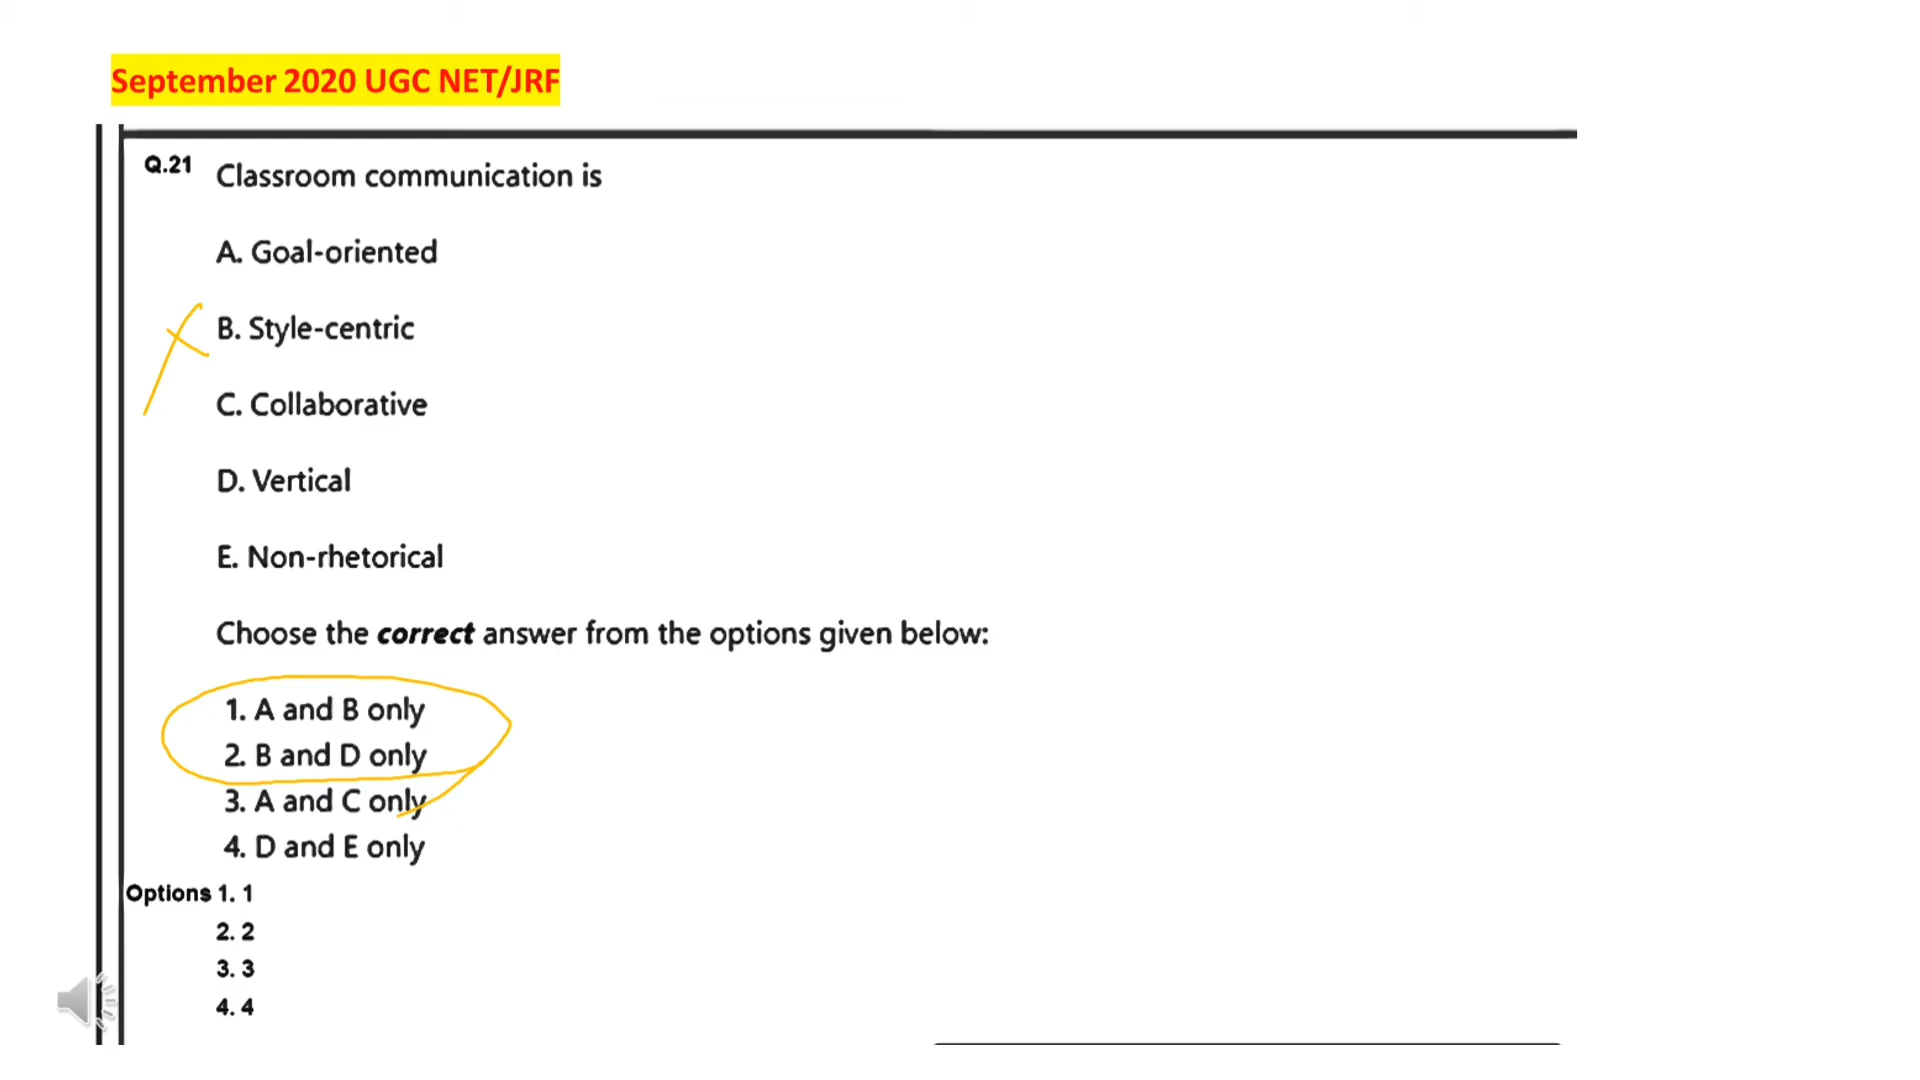 September 2020 UGC NET/JRF
Q.21 Classroom communication is
A. Goal-oriented
B. Style-centric
C. Collaborative
D. Vertical
E. Non-rhetorical
Choose the correct answer from the options given below:
1. A and B only
2. B and D only
3. A and C only
4. D and E only
Options 1. 1
2. 2
3. 3
4. 4